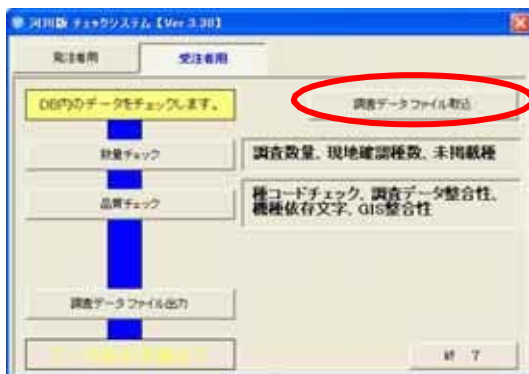 河川版 チェックシステム【Ver 3.30】
発注者用
受注者用
DB内のデータをチェックします。
調査データファイル取込
数量チェック
調査数量、現地確認種数、未掲載種
品質チェック
種コードチェック、調査データ整合性、
機種依存文字、GIS整合性
調査データファイル出力
終 了